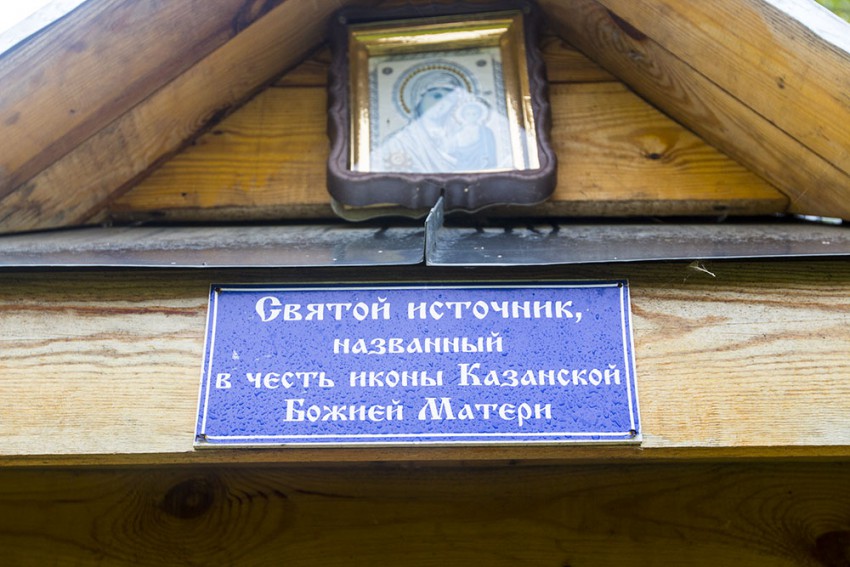 Святой источник,
названный
в честь иконы Казанской
Божией Матери